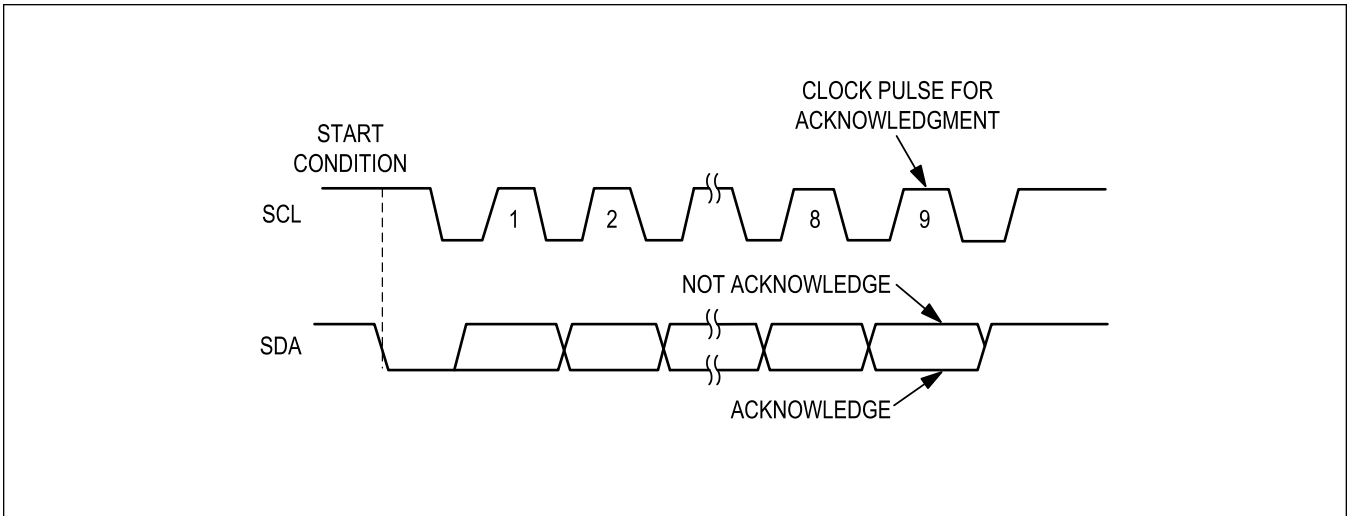 CLOCK PULSE FOR
ACKNOWLEDGMENT
START
CONDITION
SCL
1
2
8
9
NOT ACKNOWLEDGE
SDA
ACKNOWLEDGE